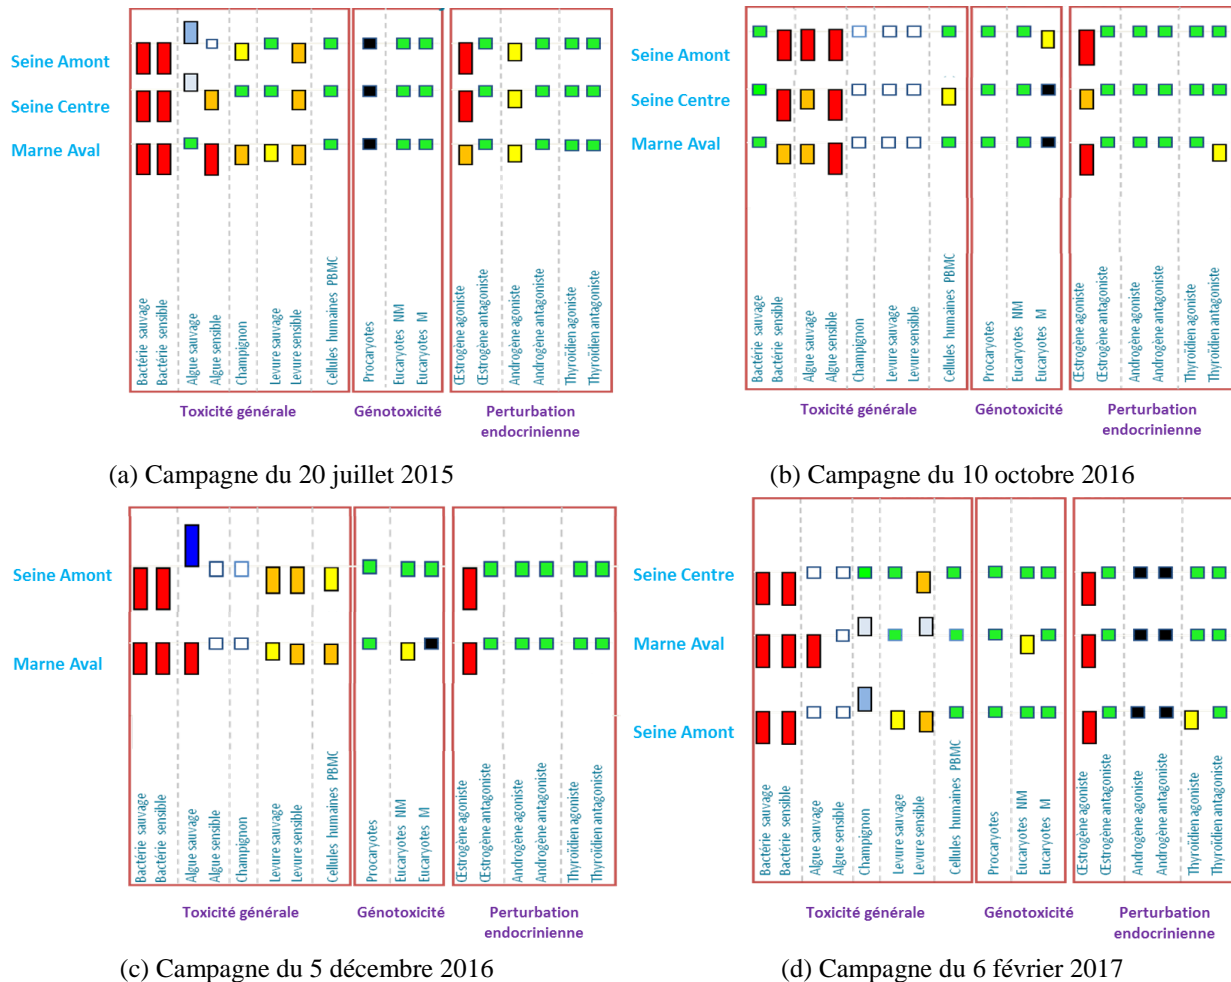 Seine Amont
Seine Centre
Marne Aval
Bactérie sauvage
Bactérie sensible
Algue sauvage
Algue sensible
Champignon
Levure sauvage
Levure sensible
Cellules humaines PBMC
Procaryotes
Eucaryotes NM
Eucaryotes M
Œstrogène agoniste
Œstrogène antagoniste
Androgène agoniste
Androgène antagoniste
Thyroïdien agoniste
Thyroïdien antagoniste
Toxicité générale
Génotoxicité
Perturbation
endocrinienne
(a) Campagne du 20 juillet 2015
Seine Amont
Seine Centre
Marne Aval
Bactérie sauvage
Bactérie sensible
Algue sauvage
Algue sensible
Champignon
Levure sauvage
Levure sensible
Cellules humaines PBMC
Procaryotes
Eucaryotes NM
Eucaryotes M
Œstrogène agoniste
Œstrogène antagoniste
Androgène agoniste
Androgène antagoniste
Thyroïdien agoniste
Thyroïdien antagoniste
Toxicité générale
Génotoxicité
Perturbation
endocrinienne
(b) Campagne du 10 octobre 2016
Seine Amont
Marne Aval
Bactérie sauvage
Bactérie sensible
Algue sauvage
Algue sensible
Champignon
Levure sauvage
Levure sensible
Cellules humaines PBMC
Procaryotes
Eucaryotes NM
Eucaryotes M
Œstrogène agoniste
Œstrogène antagoniste
Androgène agoniste
Androgène antagoniste
Thyroïdien agoniste
Thyroïdien antagoniste
Toxicité générale
Génotoxicité
Perturbation
endocrinienne
(c) Campagne du 5 décembre 2016
Seine Centre
Marne Aval
Seine Amont
Bactérie sauvage
Bactérie sensible
Algue sauvage
Algue sensible
Champignon
Levure sauvage
Levure sensible
Cellules humaines PBMC
Procaryotes
Eucaryotes NM
Eucaryotes M
Œstrogène agoniste
Œstrogène antagoniste
Androgène agoniste
Androgène antagoniste
Thyroïdien agoniste
Thyroïdien antagoniste
Toxicité générale
Génotoxicité
Perturbation
endocrinienne
(d) Campagne du 6 février 2017